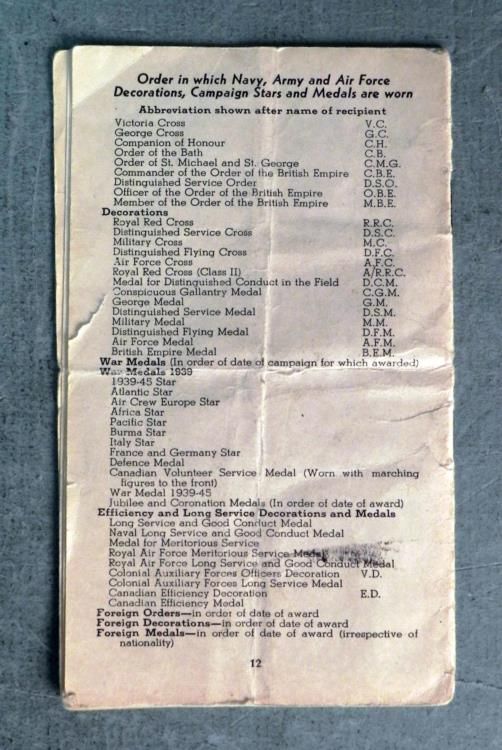 Order in which Navy, Army and Air Force
Decorations, Campaign Stars and Medals are worn
Abbreviation shown after name of recipient
Victoria Cross V.C.
George Cross G.C.
Companion of Honour C.H.
Order of the Bath C.B.
Order of St. Michael and St. George C.M.G.
Commander of the Order of the British Empire C.B.E.
Distinguished Service Order D.S.O.
Officer of the Order of the British Empire O.B.E.
Member of the Order of the British Empire M.B.E.
Decorations
Royal Red Cross R.R.C.
Distinguished Service Cross D.S.C.
Military Cross M.C.
Distinguished Flying Cross D.F.C.
Air Force Cross A.F.C.
Royal Red Cross (Class II) A/R.R.C.
Medal for Distinguished Conduct in the Field D.C.M.
Conspicuous Gallantry Medal C.G.M.
George Medal G.M.
Distinguished Service Medal D.S.M.
Military Medal M.M.
Distinguished Flying Medal D.F.M.
Air Force Medal A.F.M.
British Empire Medal B.E.M.
War Medals (In order of date of campaign for which awarded)
War Medals 1939
1939-45 Star
Atlantic Star
Air Crew Europe Star
Africa Star
Pacific Star
Burma Star
Italy Star
France and Germany Star
Defence Medal
Canadian Volunteer Service Medal (Worn with marching
figures to the front)
War Medal 1939-45
Jubilee and Coronation Medals (In order of date of award)
Efficiency and Long Service Decorations and Medals
Long Service and Good Conduct Medal
Naval Long Service and Good Conduct Medal
Medal for Meritorious Service
Royal Air Force Meritorious Service Medal
Royal Air Force Long Service and Good Conduct Medal
Colonial Auxiliary Forces Officers Decoration V.D.
Colonial Auxiliary Forces Long Service Medal
Canadian Efficiency Decoration E.D.
Canadian Efficiency Medal
Foreign Orders—in order of date of award
Foreign Decorations—in order of date of award
Foreign Medals—in order of date of award (irrespective of
nationality)
12